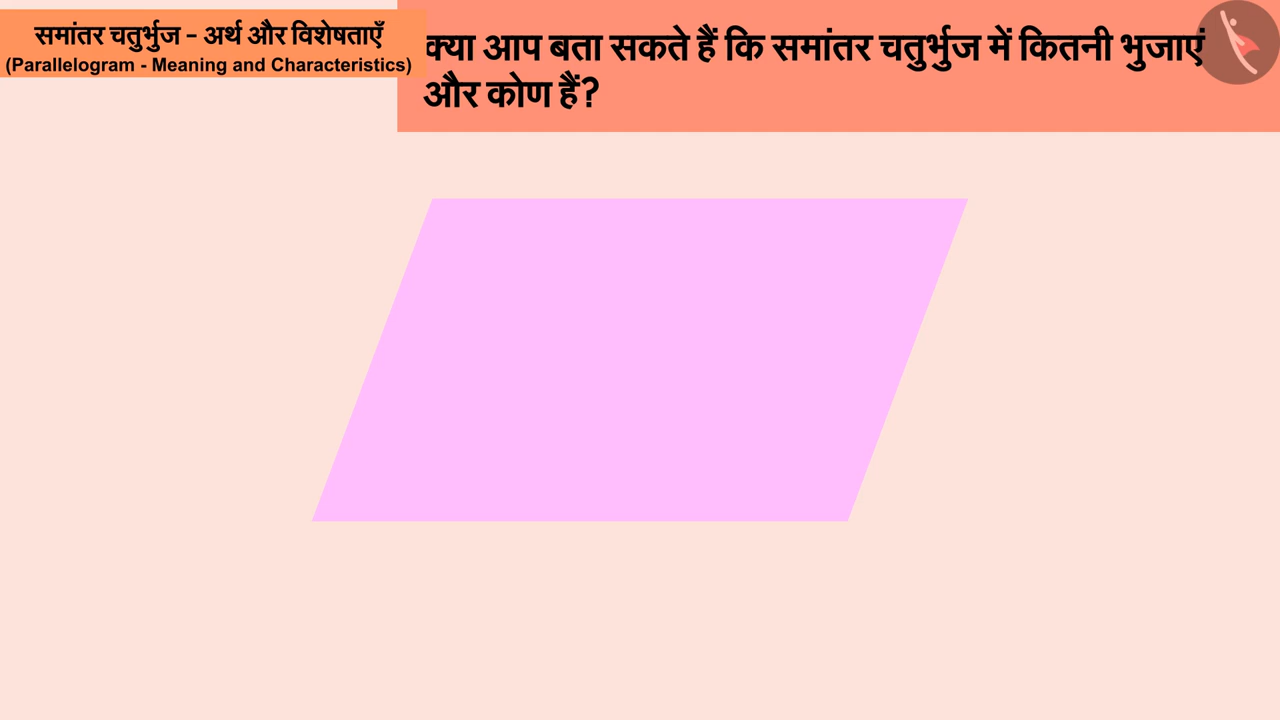 समांतर चतुर्भुज - अर्थ और विशेषताएँ
(Parallelogram - Meaning and Characteristics)
क्या आप बता सकते हैं कि समांतर चतुर्भुज में कितनी भुजाएं
और कोण हैं?